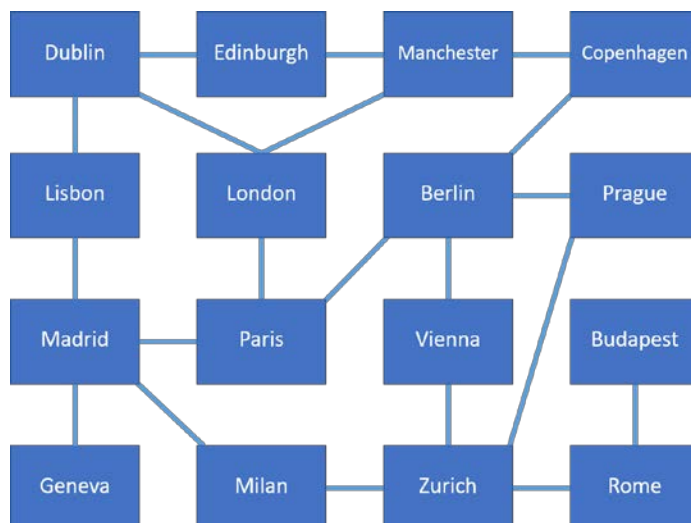 Dublin
Edinburgh
Manchester
Copenhagen
Lisbon
London
Berlin
Prague
Madrid
Paris
Vienna
Budapest
Geneva
Milan
Zurich
Rome